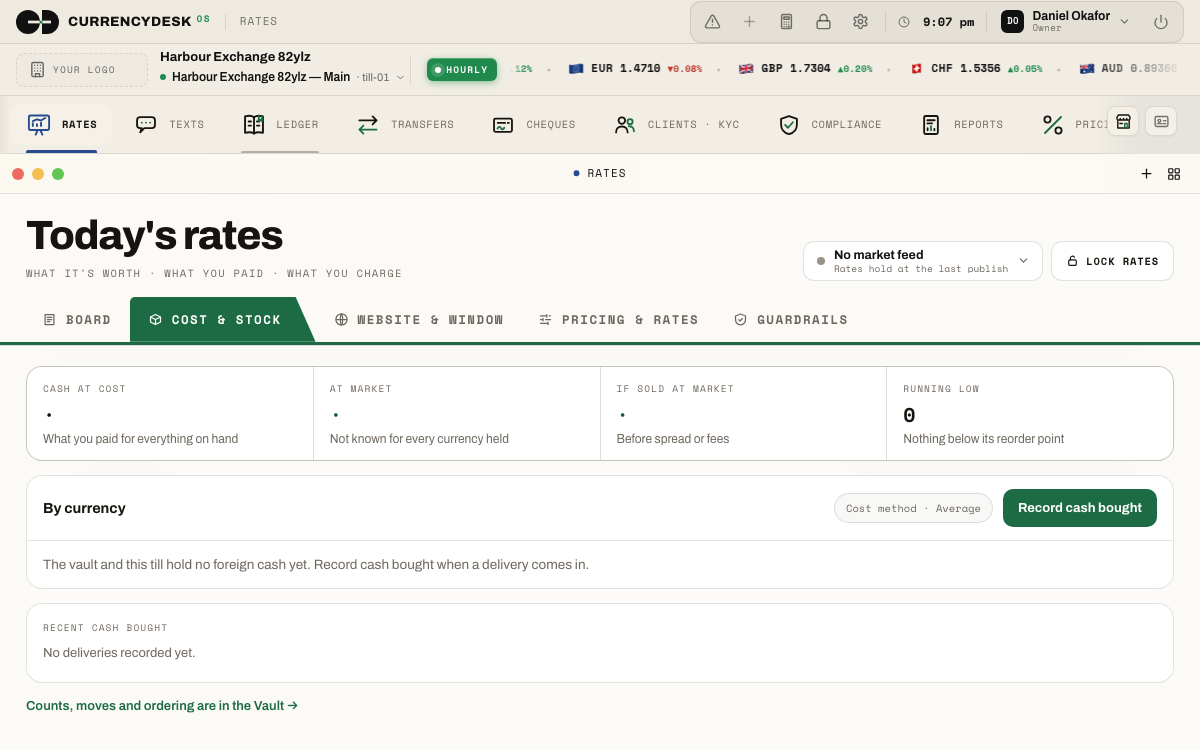 CURRENCYDESK OS RATES
9:07 pm DO Daniel Okafor
Owner
YOUR LOGO
Harbour Exchange 82ylz
Harbour Exchange 82ylz — Main · till-01
HOURLY
.12% EUR 1.4710 ▾0.08% GBP 1.7304 ▴0.20% CHF 1.5356 ▴0.05% AUD 0.89366
RATES TEXTS LEDGER TRANSFERS CHEQUES CLIENTS · KYC COMPLIANCE REPORTS PRICI
RATES
Today's rates
WHAT IT'S WORTH · WHAT YOU PAID · WHAT YOU CHARGE
No market feed
Rates hold at the last publish
LOCK RATES
BOARD COST & STOCK WEBSITE & WINDOW PRICING & RATES GUARDRAILS
CASH AT COST
·
What you paid for everything on hand
AT MARKET
·
Not known for every currency held
IF SOLD AT MARKET
·
Before spread or fees
RUNNING LOW
0
Nothing below its reorder point
By currency
Cost method · Average
Record cash bought
The vault and this till hold no foreign cash yet. Record cash bought when a delivery comes in.
RECENT CASH BOUGHT
No deliveries recorded yet.
Counts, moves and ordering are in the Vault →